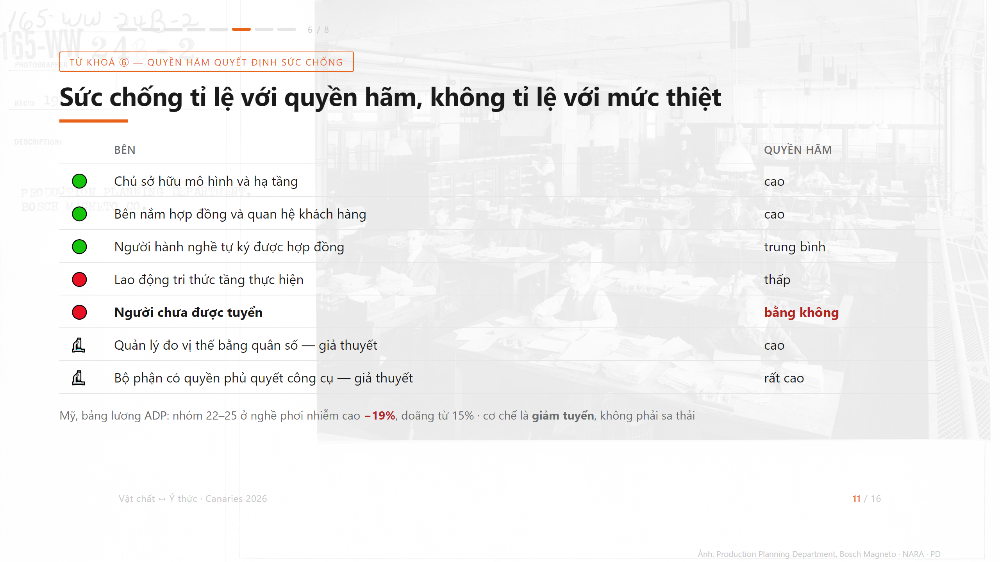 165-WW-24B-2
6 / 8
165-WW 24B-2
PHOTOGRAPHER
TỪ KHOÁ ⑥ — QUYỀN HÃM QUYẾT ĐỊNH SỨC CHỐNG
Sức chống tỉ lệ với quyền hãm, không tỉ lệ với mức thiệt
REC'D
DESCRIPTION:
BÊN QUYỀN HÃM
Chủ sở hữu mô hình và hạ tầng cao
PRODUCTION PLANNING DEPARTMENT,
BOSCH MAGNETO CO.
Bên nắm hợp đồng và quan hệ khách hàng cao
Người hành nghề tự ký được hợp đồng trung bình
Lao động tri thức tầng thực hiện thấp
Người chưa được tuyển bằng không
Quản lý đo vị thế bằng quân số — giả thuyết cao
Bộ phận có quyền phủ quyết công cụ — giả thuyết rất cao
Mỹ, bảng lương ADP: nhóm 22–25 ở nghề phơi nhiễm cao −19%, doãng từ 15% · cơ chế là giảm tuyển, không phải sa thải
Vật chất ↔ Ý thức · Canaries 2026
11 / 16
Ảnh: Production Planning Department, Bosch Magneto · NARA · PD